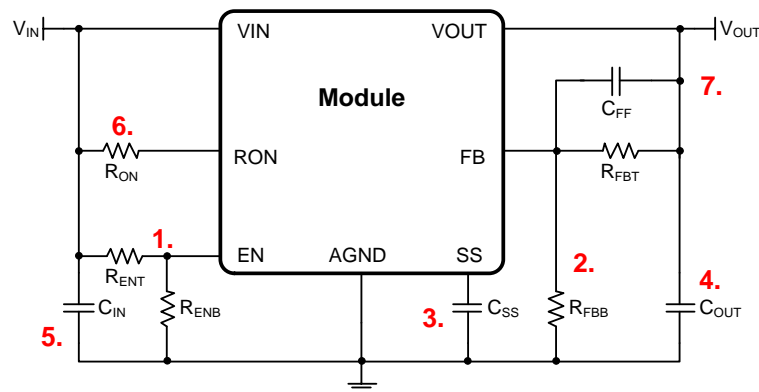 VIN
VIN
VOUT
VOUT
Module
CFF
7.
6.
RON
RON
FB
RFBT
1.
EN
AGND
SS
RENT
2.
4.
CIN
RENB
3.
CSS
RFBB
COUT
5.